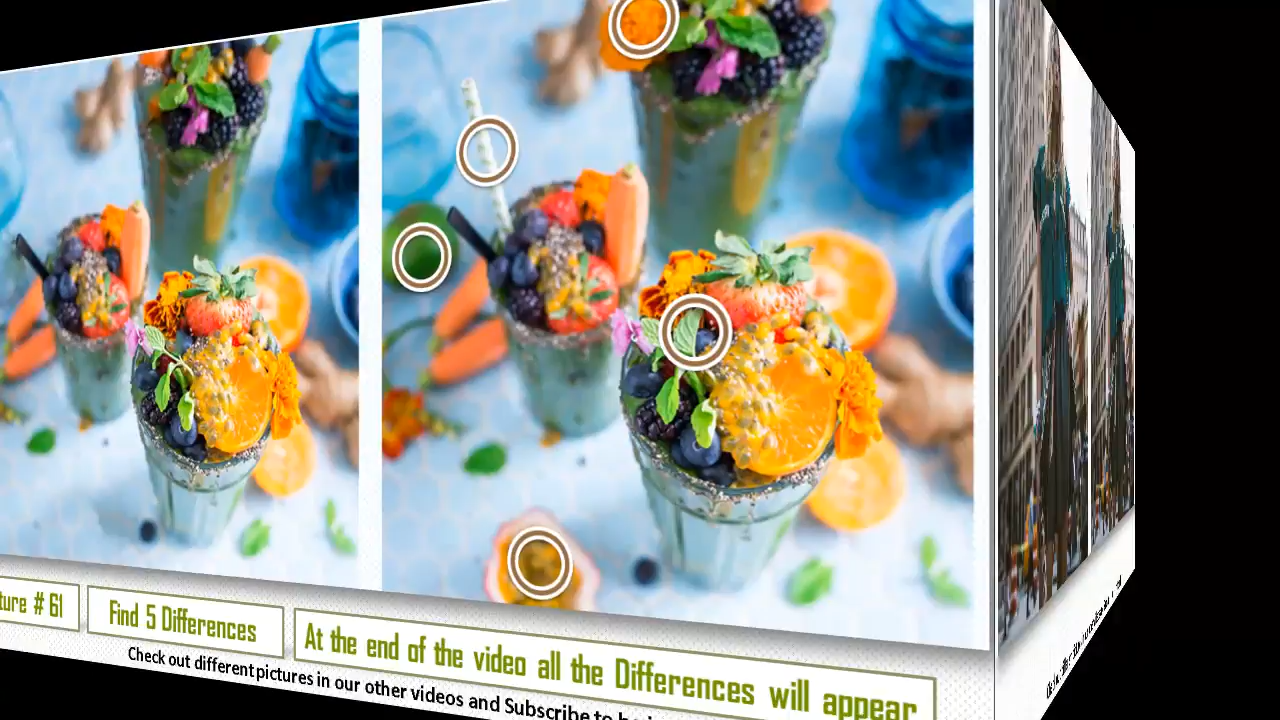 ture # 61
Find 5 Differences
At the end of the video all the Differences will appear
Check out different pictures in our other videos and Subscribe to